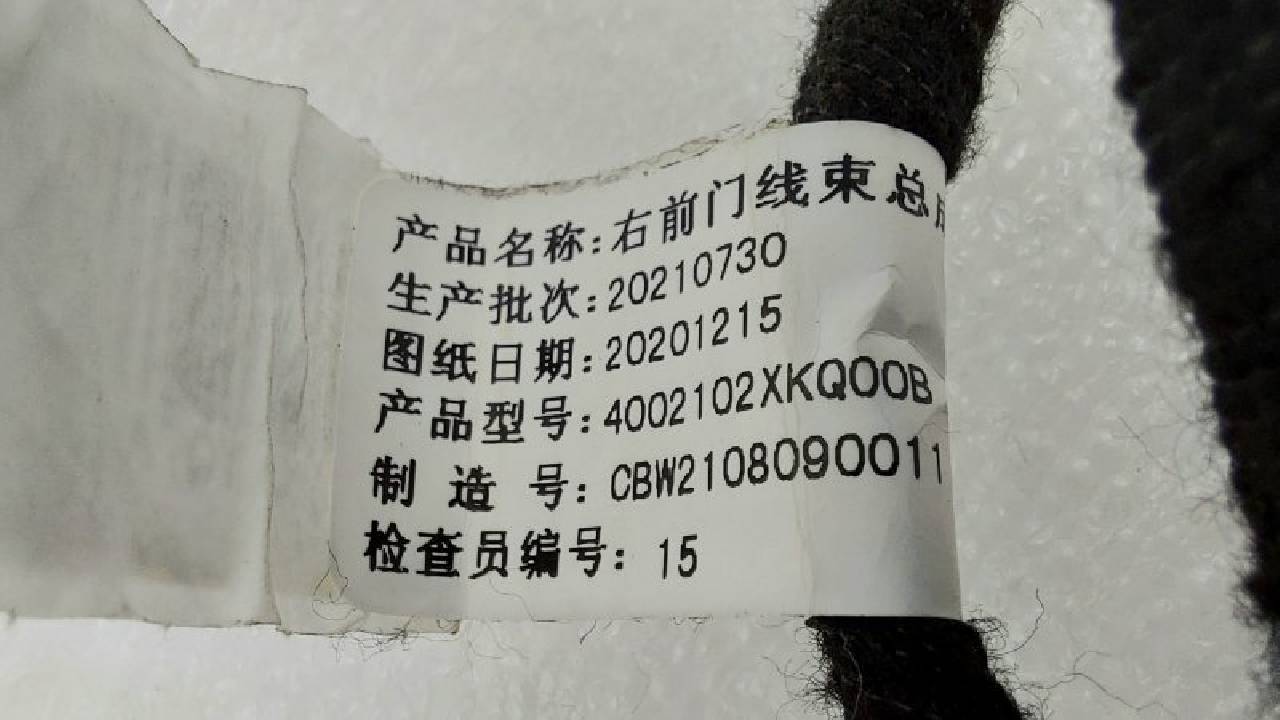 产品名称:右前门线束总
生产批次:20210730
图纸日期:20201215
产品型号:4002102XKQ00B
制 造 号:CBW2108090011
检查员编号:15